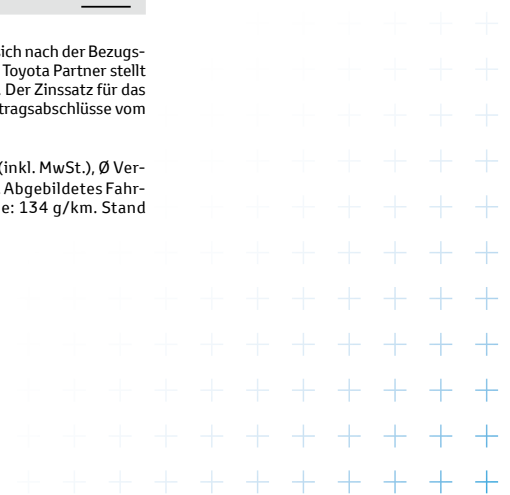 sich nach der Bezugs-
Toyota Partner stellt
. Der Zinssatz für das
tragsabschlüsse vom
(inkl. MwSt.), Ø Ver-
. Abgebildetes Fahr-
e: 134 g/km. Stand